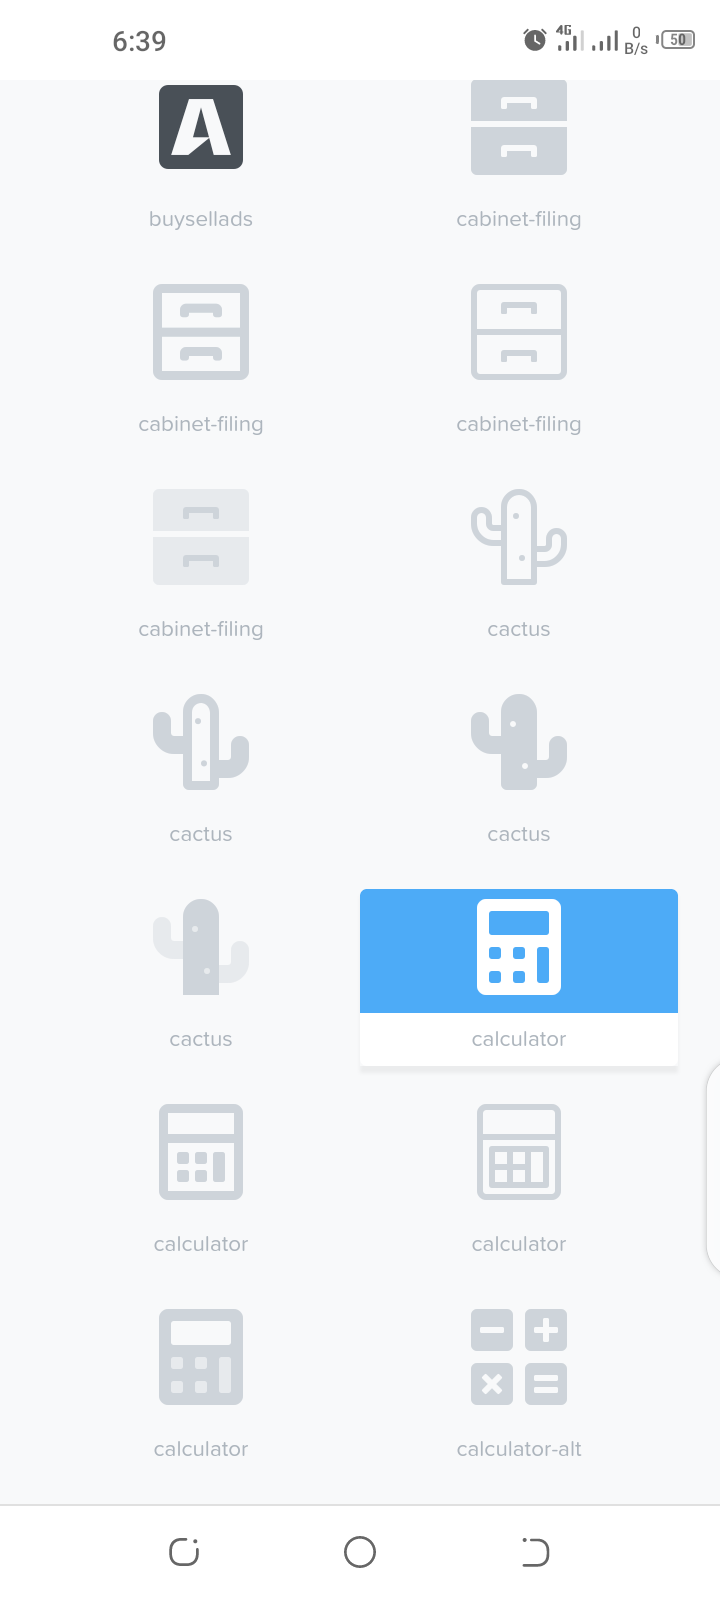 6:39
4G
0
B/s
50
A
buysellads
cabinet-filing
cabinet-filing
cabinet-filing
cabinet-filing
cactus
cactus
cactus
cactus
calculator
calculator
calculator
calculator
calculator-alt